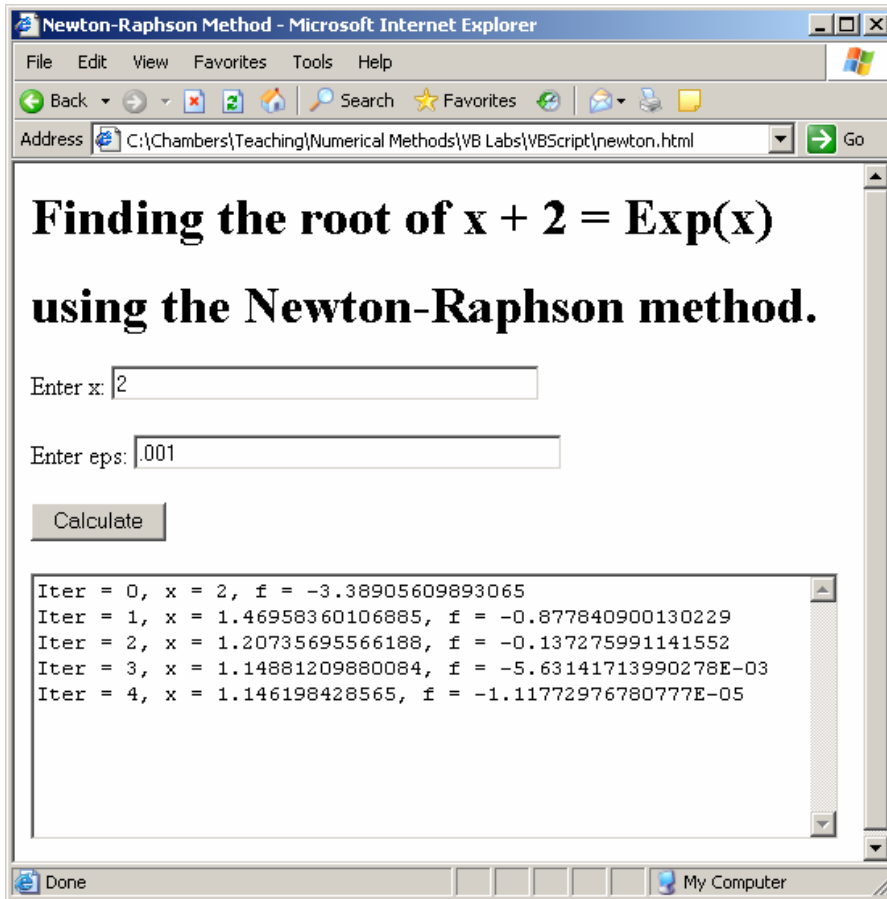 Newton-Raphson Method - Microsoft Internet Explorer
File Edit View Favorites Tools Help
Back Search Favorites
Address C:\Chambers\Teaching\Numerical Methods\VB Labs\VBScript\newton.html Go
Finding the root of x + 2 = Exp(x)
using the Newton-Raphson method.
Enter x: 2
Enter eps: .001
Calculate
Iter = 0, x = 2, f = -3.38905609893065
Iter = 1, x = 1.46958360106885, f = -0.877840900130229
Iter = 2, x = 1.20735695566188, f = -0.137275991141552
Iter = 3, x = 1.14881209880084, f = -5.63141713990278E-03
Iter = 4, x = 1.146198428565, f = -1.11772976780777E-05
Done My Computer